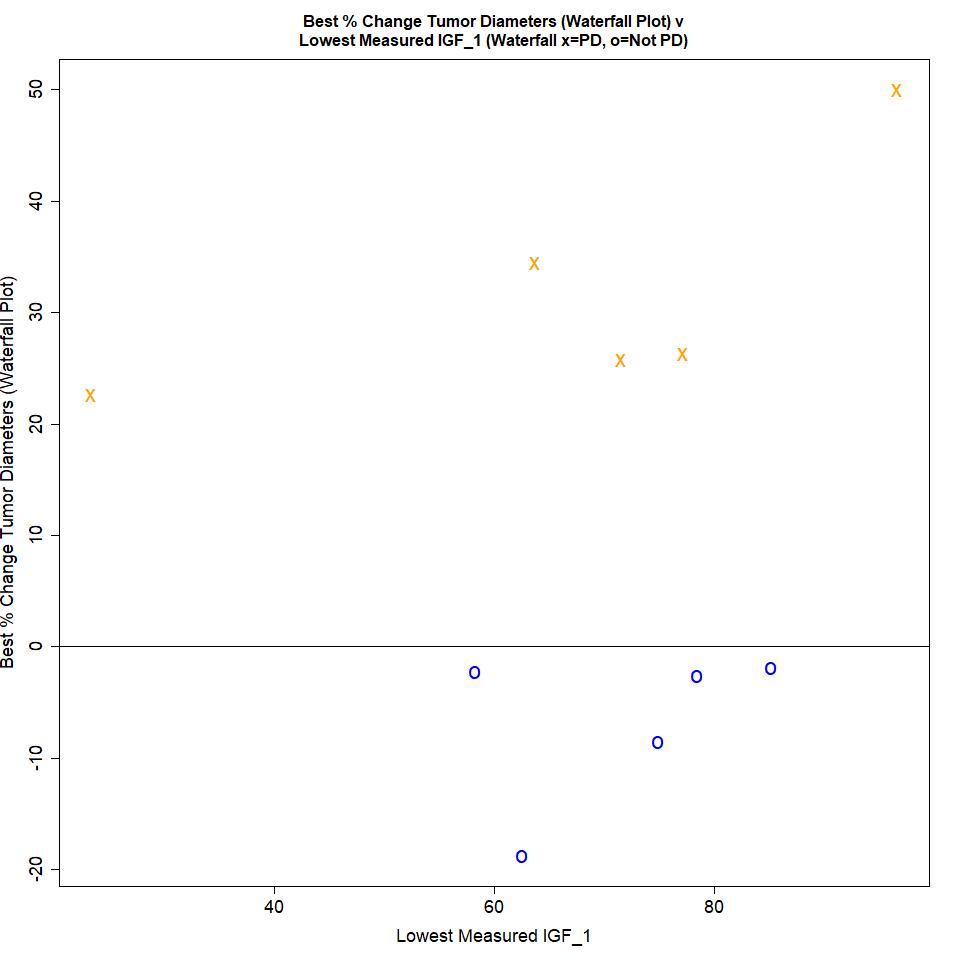 Best % Change Tumor Diameters (Waterfall Plot) v
Lowest Measured IGF_1 (Waterfall x=PD, o=Not PD)
Best % Change Tumor Diameters (Waterfall Plot)
50
40
30
20
10
0
-10
-20
X
X
X
X
X
O
O
O
O
O
40 60 80
Lowest Measured IGF_1